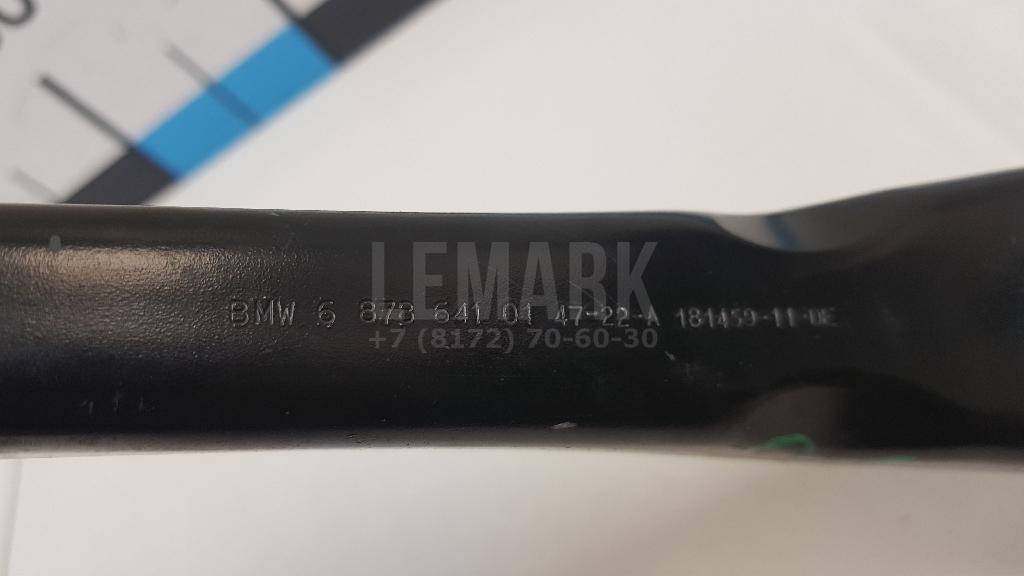 LEMARK
BMW 6 878 641 01 47-22-A 181459-11-DE
+7 (8172) 70-60-30